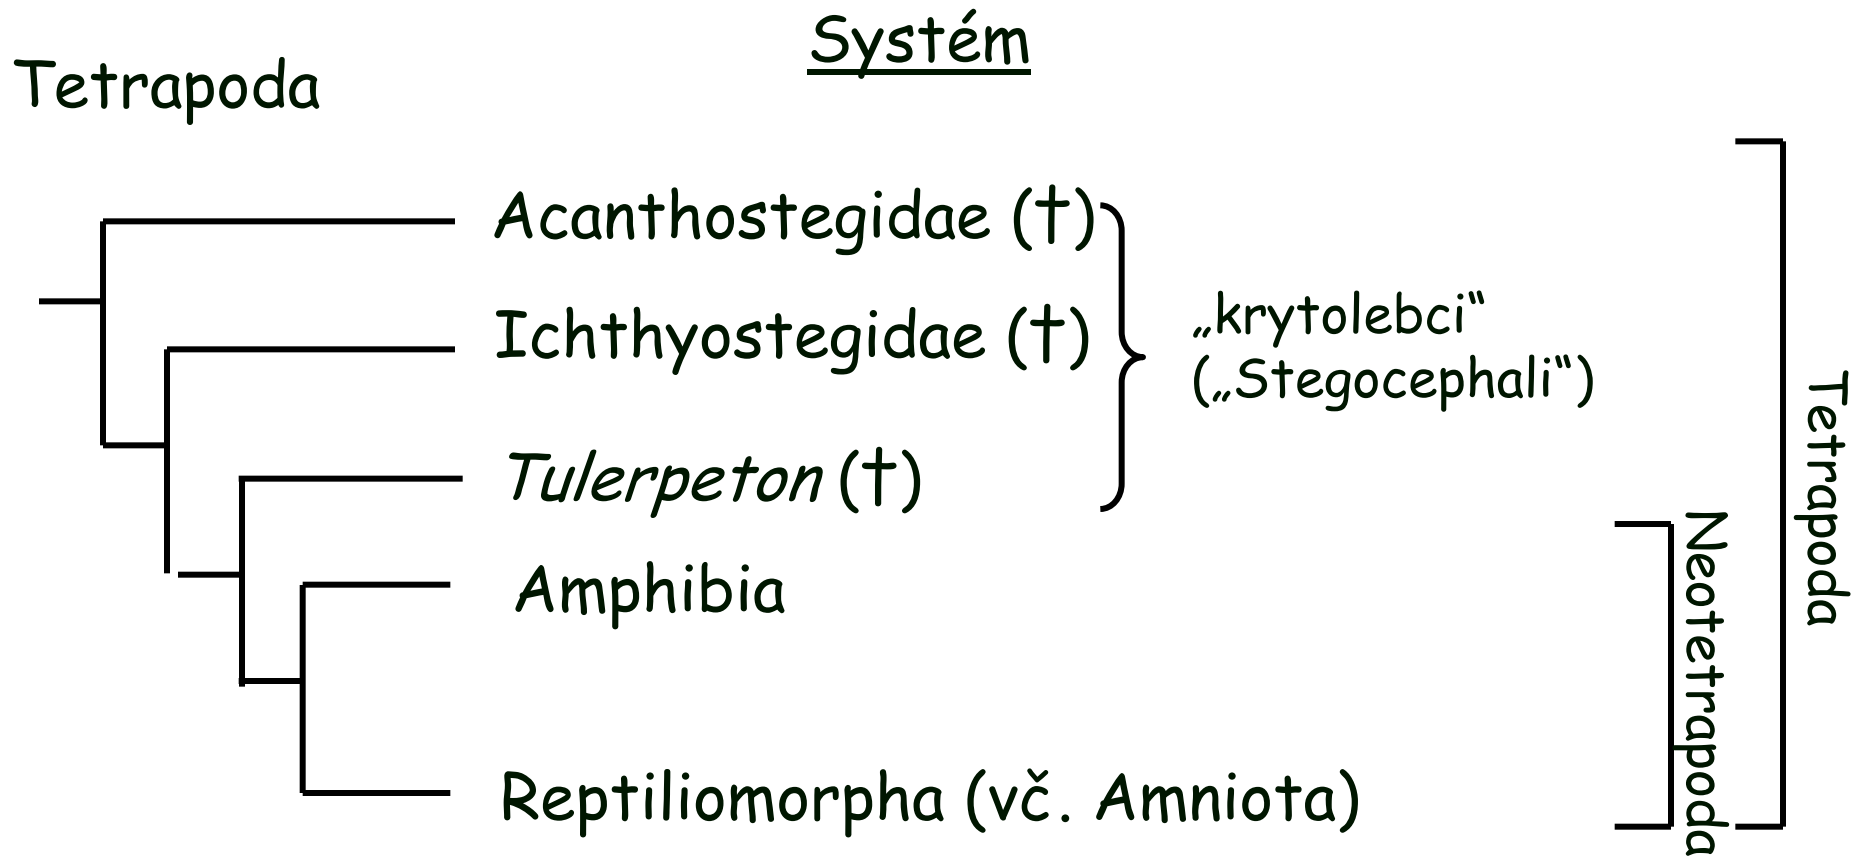 Systém
Tetrapoda
Acanthostegidae (†)
Ichthyostegidae (†)
„krytolebci“
(„Stegocephali“)
Tulerpeton (†)
Amphibia
Reptiliomorpha (vč. Amniota)
Neotetrapoda
Tetrapoda